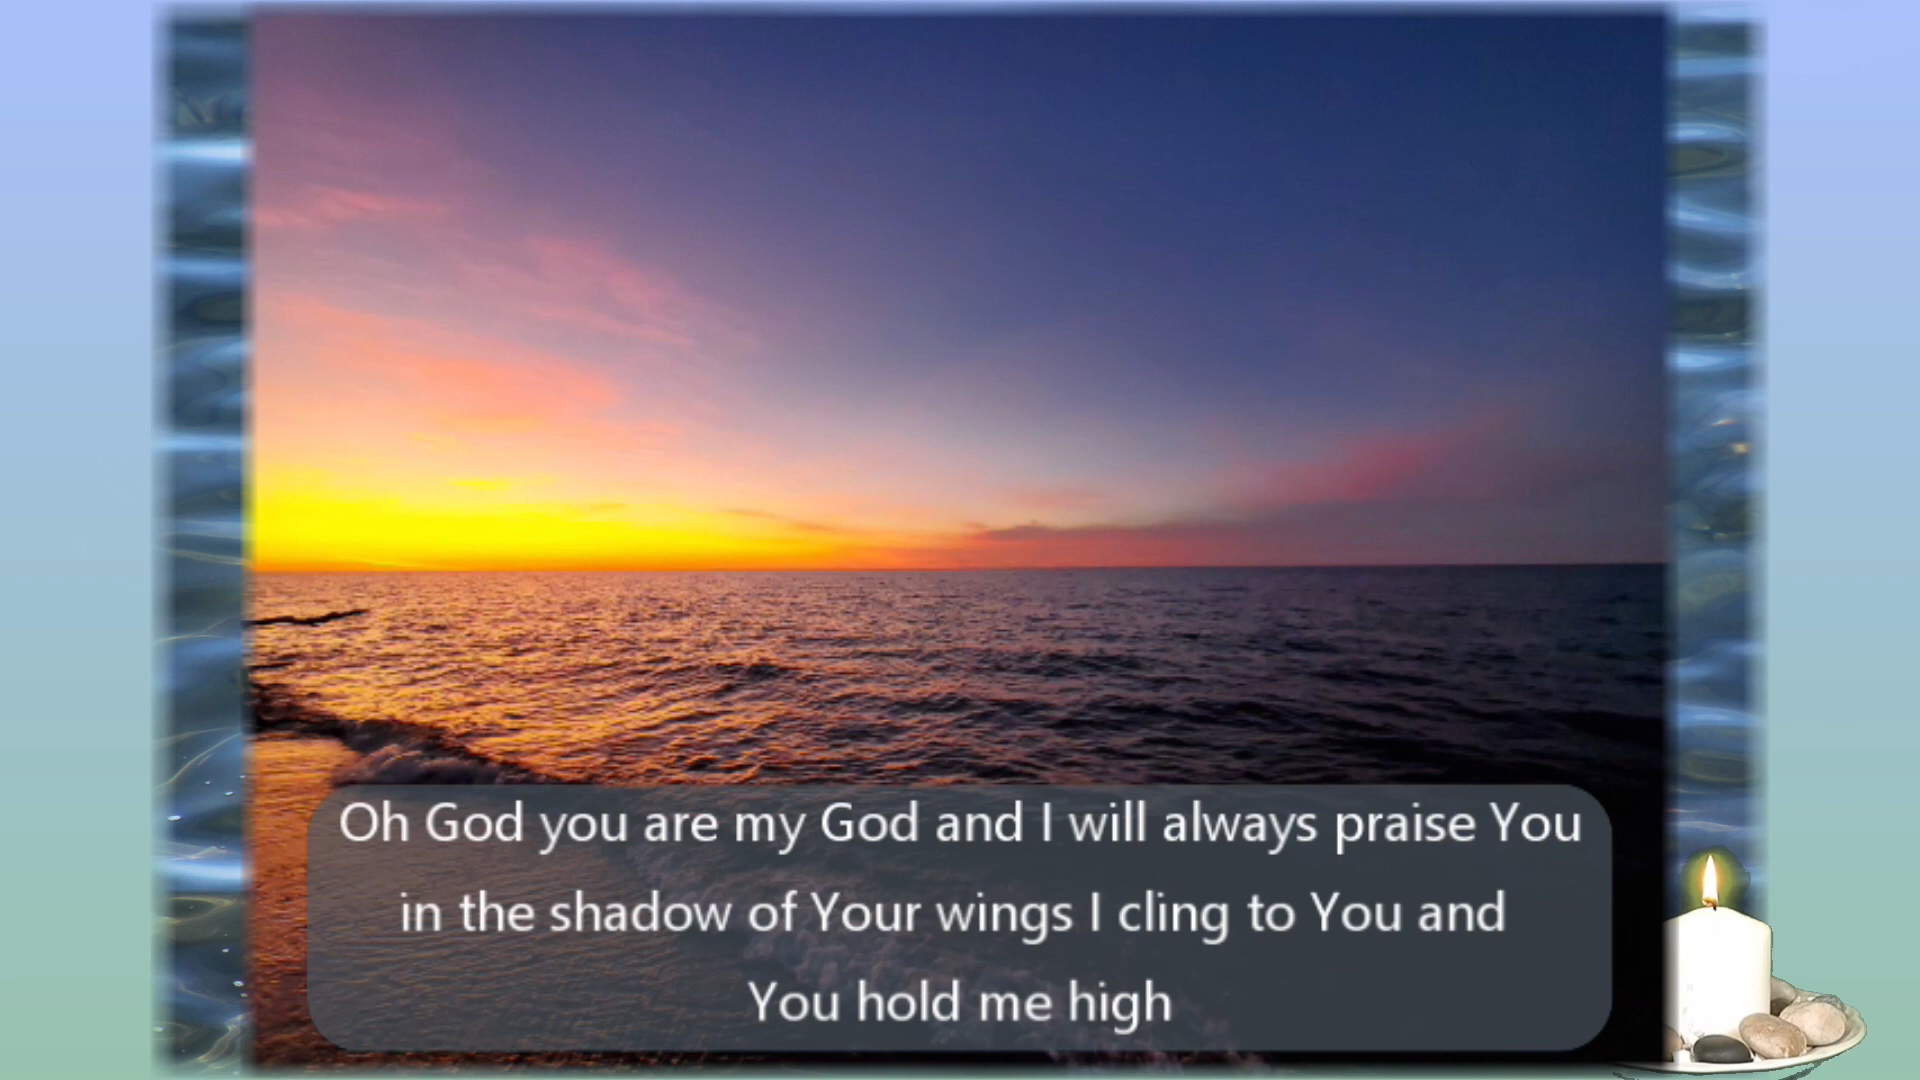 Oh God you are my God and I will always praise You
in the shadow of Your wings I cling to You and
You hold me high